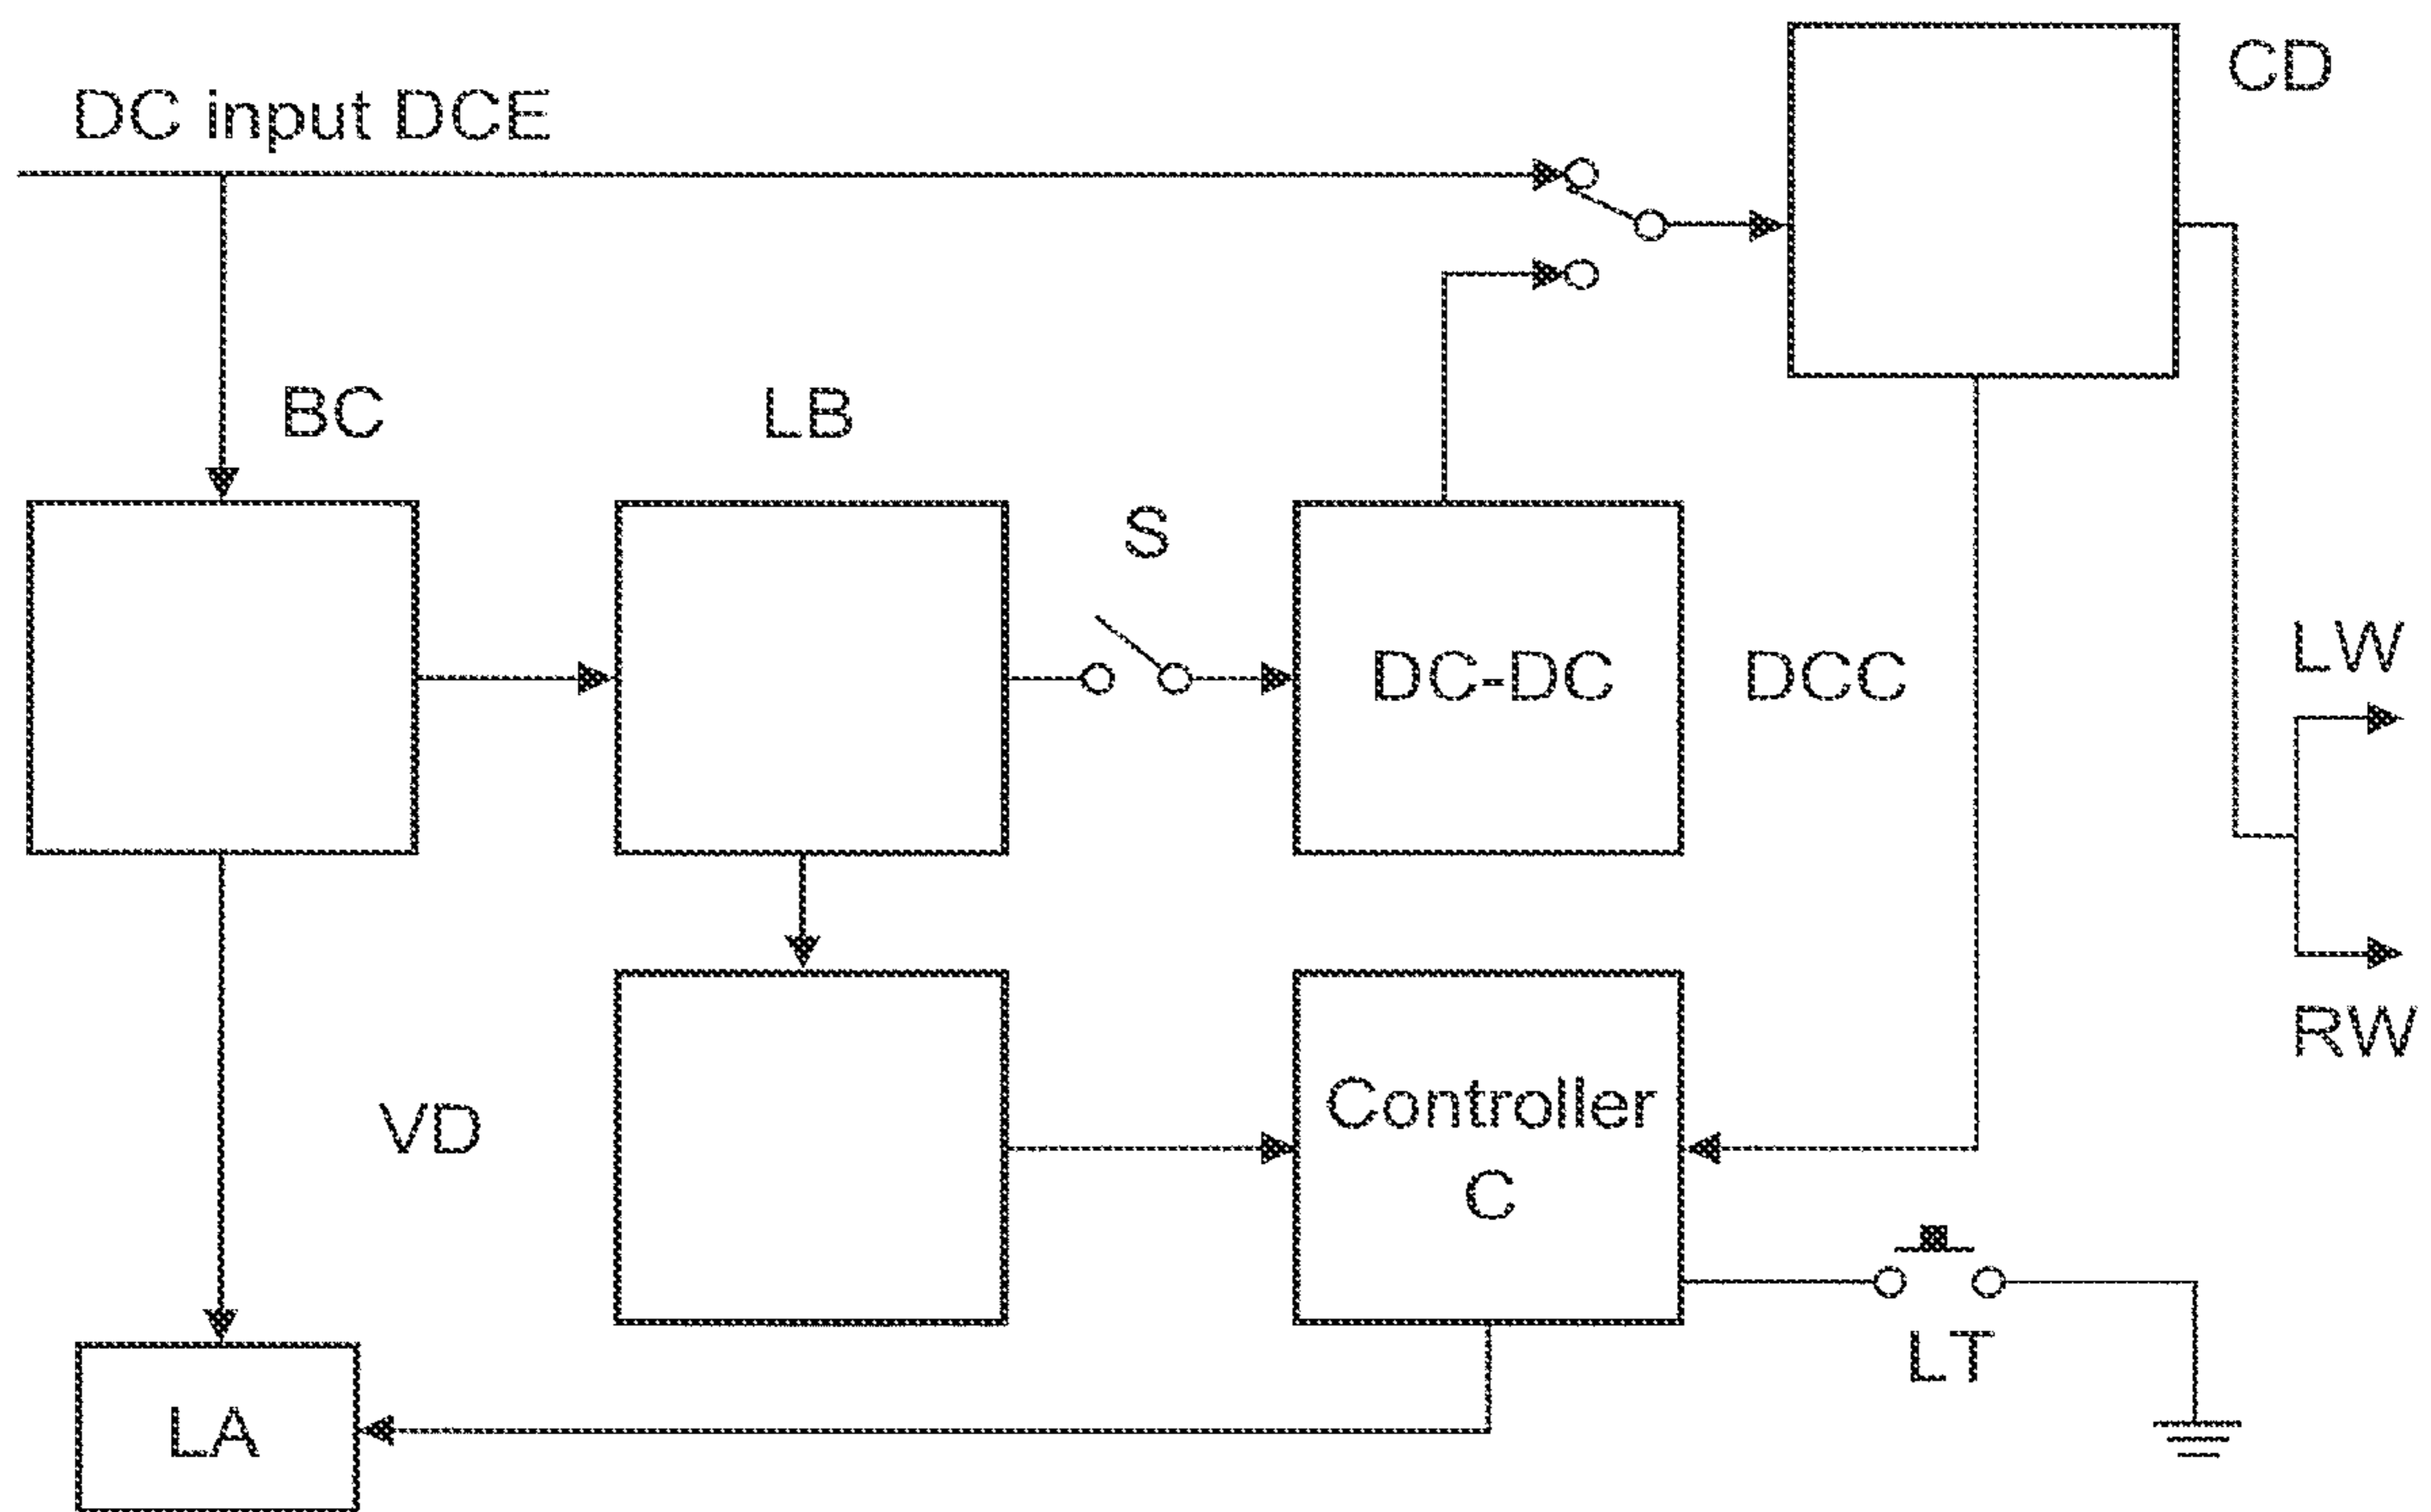 CD
DC input DCE
BC
LB
S
DC-DC
DCC
LW
RW
VD
Controller
C
LT
LA